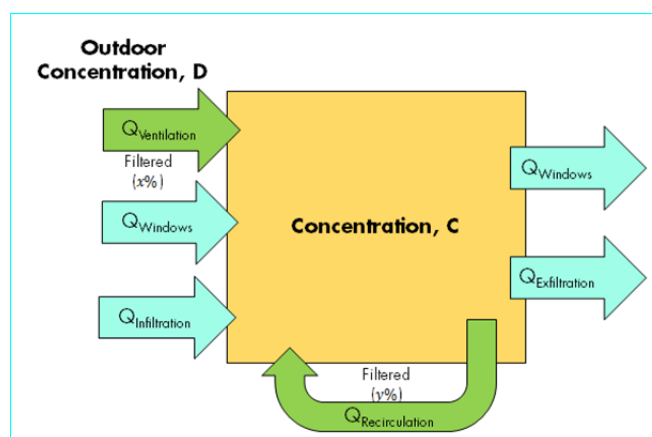 Outdoor
Concentration, D
QVentilation
Filtered
(x%)
QWindows
QInfiltration
Concentration, C
QWindows
QExfiltration
Filtered
(y%)
QRecirculation